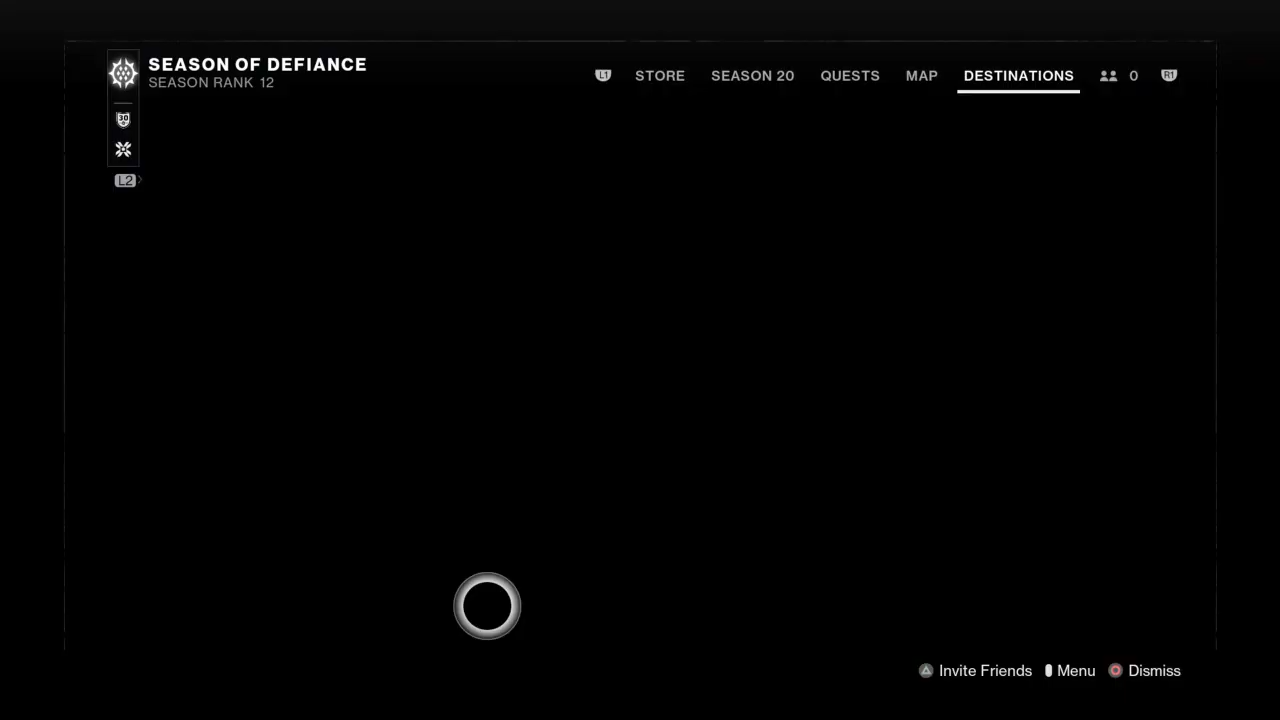 SEASON OF DEFIANCE
SEASON RANK 12
L1 STORE SEASON 20 QUESTS MAP DESTINATIONS 0 R1
30
L2
Invite Friends Menu Dismiss